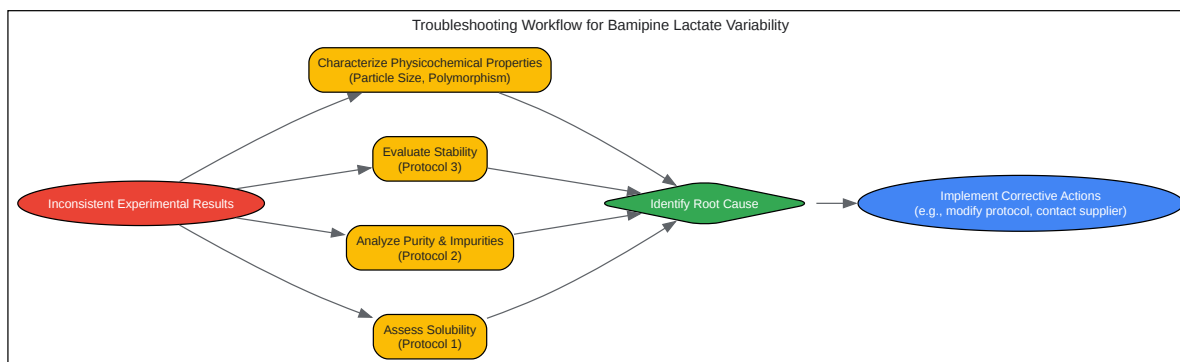 Troubleshooting Workflow for Bamipine Lactate Variability
Characterize Physicochemical Properties
(Particle Size, Polymorphism)
Evaluate Stability
(Protocol 3)
Inconsistent Experimental Results
Identify Root Cause
Implement Corrective Actions
(e.g., modify protocol, contact supplier)
Analyze Purity & Impurities
(Protocol 2)
Assess Solubility
(Protocol 1)